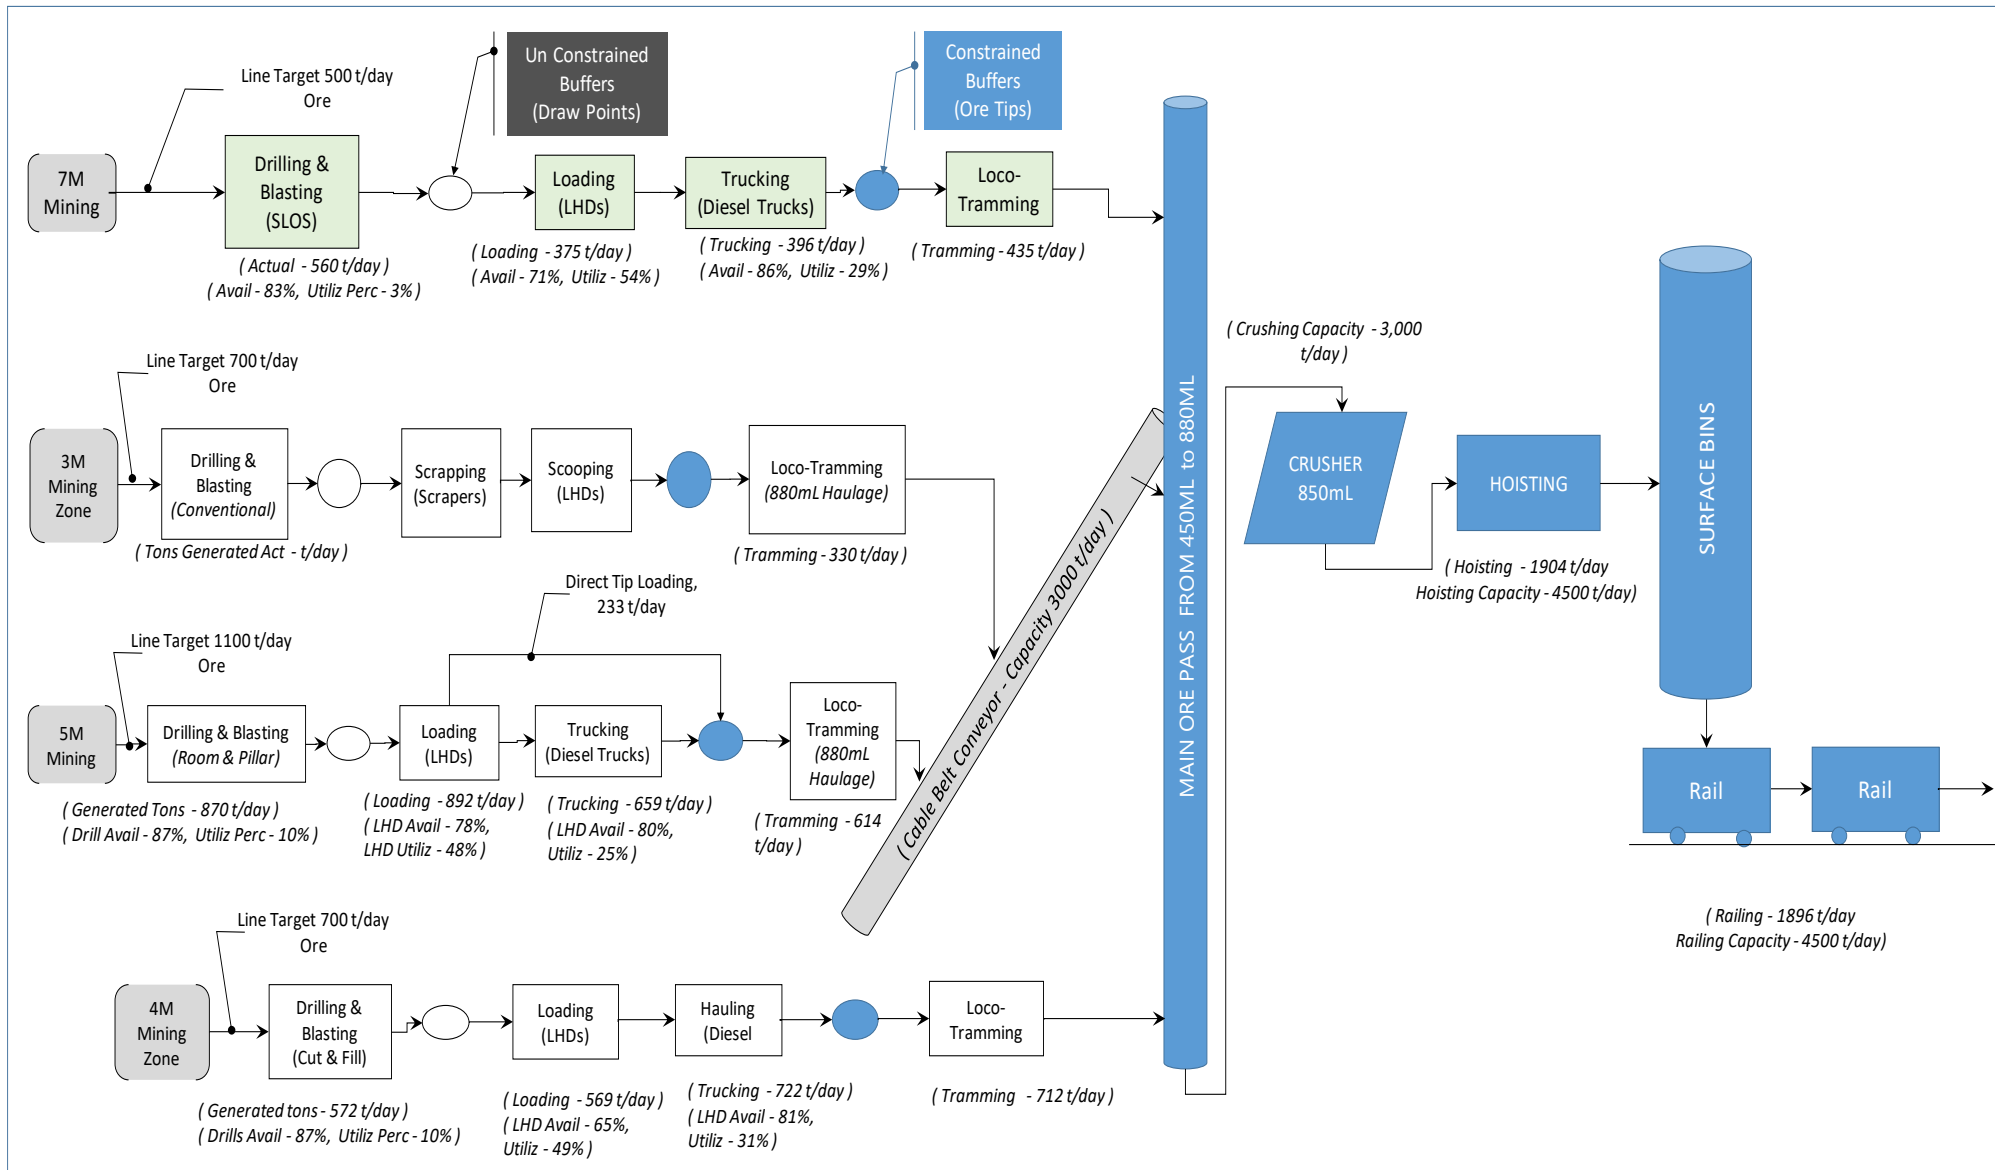 Un Constrained
Buffers
(Draw Points)
Constrained
Buffers
(Ore Tips)
Line Target 500 t/day
Ore
7M
Mining
Drilling &
Blasting
(SLOS)
Loading
(LHDs)
Trucking
(Diesel Trucks)
Loco-
Tramming
( Actual - 560 t/day )
( Avail - 83%, Utiliz Perc - 3% )
( Loading - 375 t/day )
( Avail - 71%, Utiliz - 54% )
( Trucking - 396 t/day )
( Avail - 86%, Utiliz - 29% )
( Tramming - 435 t/day )
Line Target 700 t/day
Ore
3M
Mining
Zone
Drilling &
Blasting
(Conventional)
Scrapping
(Scrapers)
Scooping
(LHDs)
Loco-Tramming
(880mL Haulage)
( Tons Generated Act - t/day )
( Tramming - 330 t/day )
Direct Tip Loading,
233 t/day
Line Target 1100 t/day
Ore
5M
Mining
Drilling & Blasting
(Room & Pillar)
Loading
(LHDs)
Trucking
(Diesel Trucks)
Loco-
Tramming
(880mL
Haulage)
( Generated Tons - 870 t/day )
( Drill Avail - 87%, Utiliz Perc - 10% )
( Loading - 892 t/day )
( LHD Avail - 78%,
LHD Utiliz - 48% )
( Trucking - 659 t/day )
( LHD Avail - 80%,
Utiliz - 25% )
( Tramming - 614
t/day )
( Cable Belt Conveyor - Capacity 3000 t/day )
Line Target 700 t/day
Ore
4M
Mining
Zone
Drilling &
Blasting
(Cut & Fill)
Loading
(LHDs)
Hauling
(Diesel
Loco-
Tramming
( Generated tons - 572 t/day )
( Drills Avail - 87%, Utiliz Perc - 10% )
( Loading - 569 t/day )
( LHD Avail - 65%,
Utiliz - 49% )
( Trucking - 722 t/day )
( LHD Avail - 81%,
Utiliz - 31% )
( Tramming - 712 t/day )
MAIN ORE PASS FROM 450ML to 880ML
( Crushing Capacity - 3,000
t/day )
CRUSHER
850mL
HOISTING
( Hoisting - 1904 t/day
Hoisting Capacity - 4500 t/day)
SURFACE BINS
Rail
Rail
( Railing - 1896 t/day
Railing Capacity - 4500 t/day)